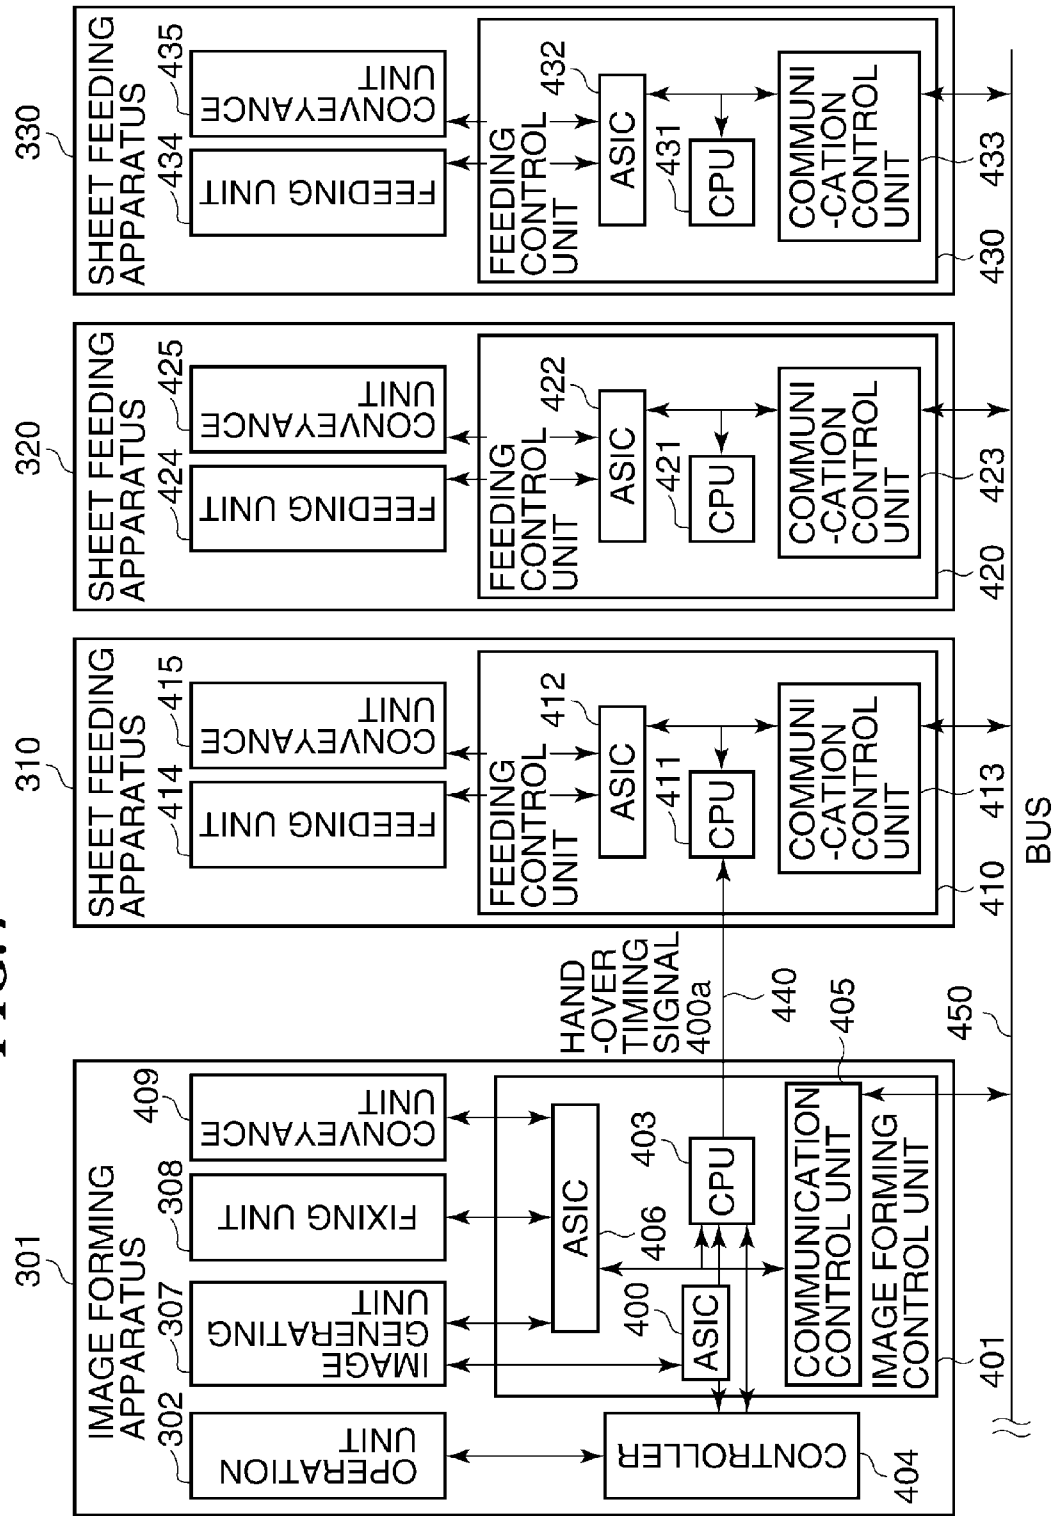 FIG.7
301
IMAGE FORMING
APPARATUS
302
OPERATION
UNIT
307
IMAGE
GENERATING
UNIT
308
FIXING UNIT
409
CONVEYANCE
UNIT
404
CONTROLLER
400
ASIC
ASIC
406
403
CPU
COMMUNICATION
CONTROL UNIT
405
IMAGE FORMING
CONTROL UNIT
401
HAND
-OVER
TIMING
SIGNAL
400a
440
450
BUS
310
SHEET FEEDING
APPARATUS
414
FEEDING UNIT
415
CONVEYANCE
UNIT
FEEDING
CONTROL
UNIT
412
ASIC
411
CPU
COMMUNI
-CATION
CONTROL
UNIT
413
410
320
SHEET FEEDING
APPARATUS
424
FEEDING UNIT
425
CONVEYANCE
UNIT
FEEDING
CONTROL
UNIT
422
ASIC
421
CPU
COMMUNI
-CATION
CONTROL
UNIT
423
420
330
SHEET FEEDING
APPARATUS
434
FEEDING UNIT
435
CONVEYANCE
UNIT
FEEDING
CONTROL
UNIT
432
ASIC
431
CPU
COMMUNI
-CATION
CONTROL
UNIT
433
430